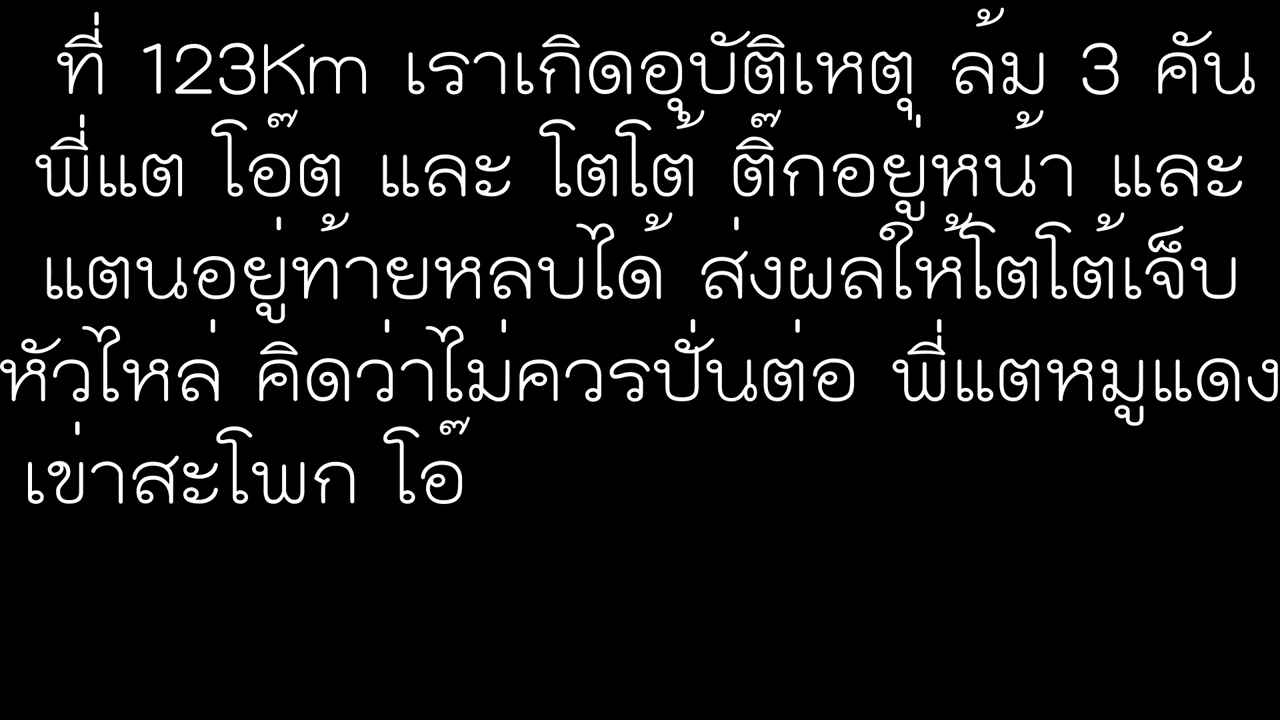 ที่ 123Km เราเกิดอุบัติเหตุ ล้ม 3 คัน
พี่แต โอ๊ต และ โตโต้ ติ๊กอยู่หน้า และ
แตนอยู่ท้ายหลบได้ ส่งผลให้โตโต้เจ็บ
หัวไหล่ คิดว่าไม่ควรปั่นต่อ พี่แตหมูแดง
เข่าสะโพก โอ๊